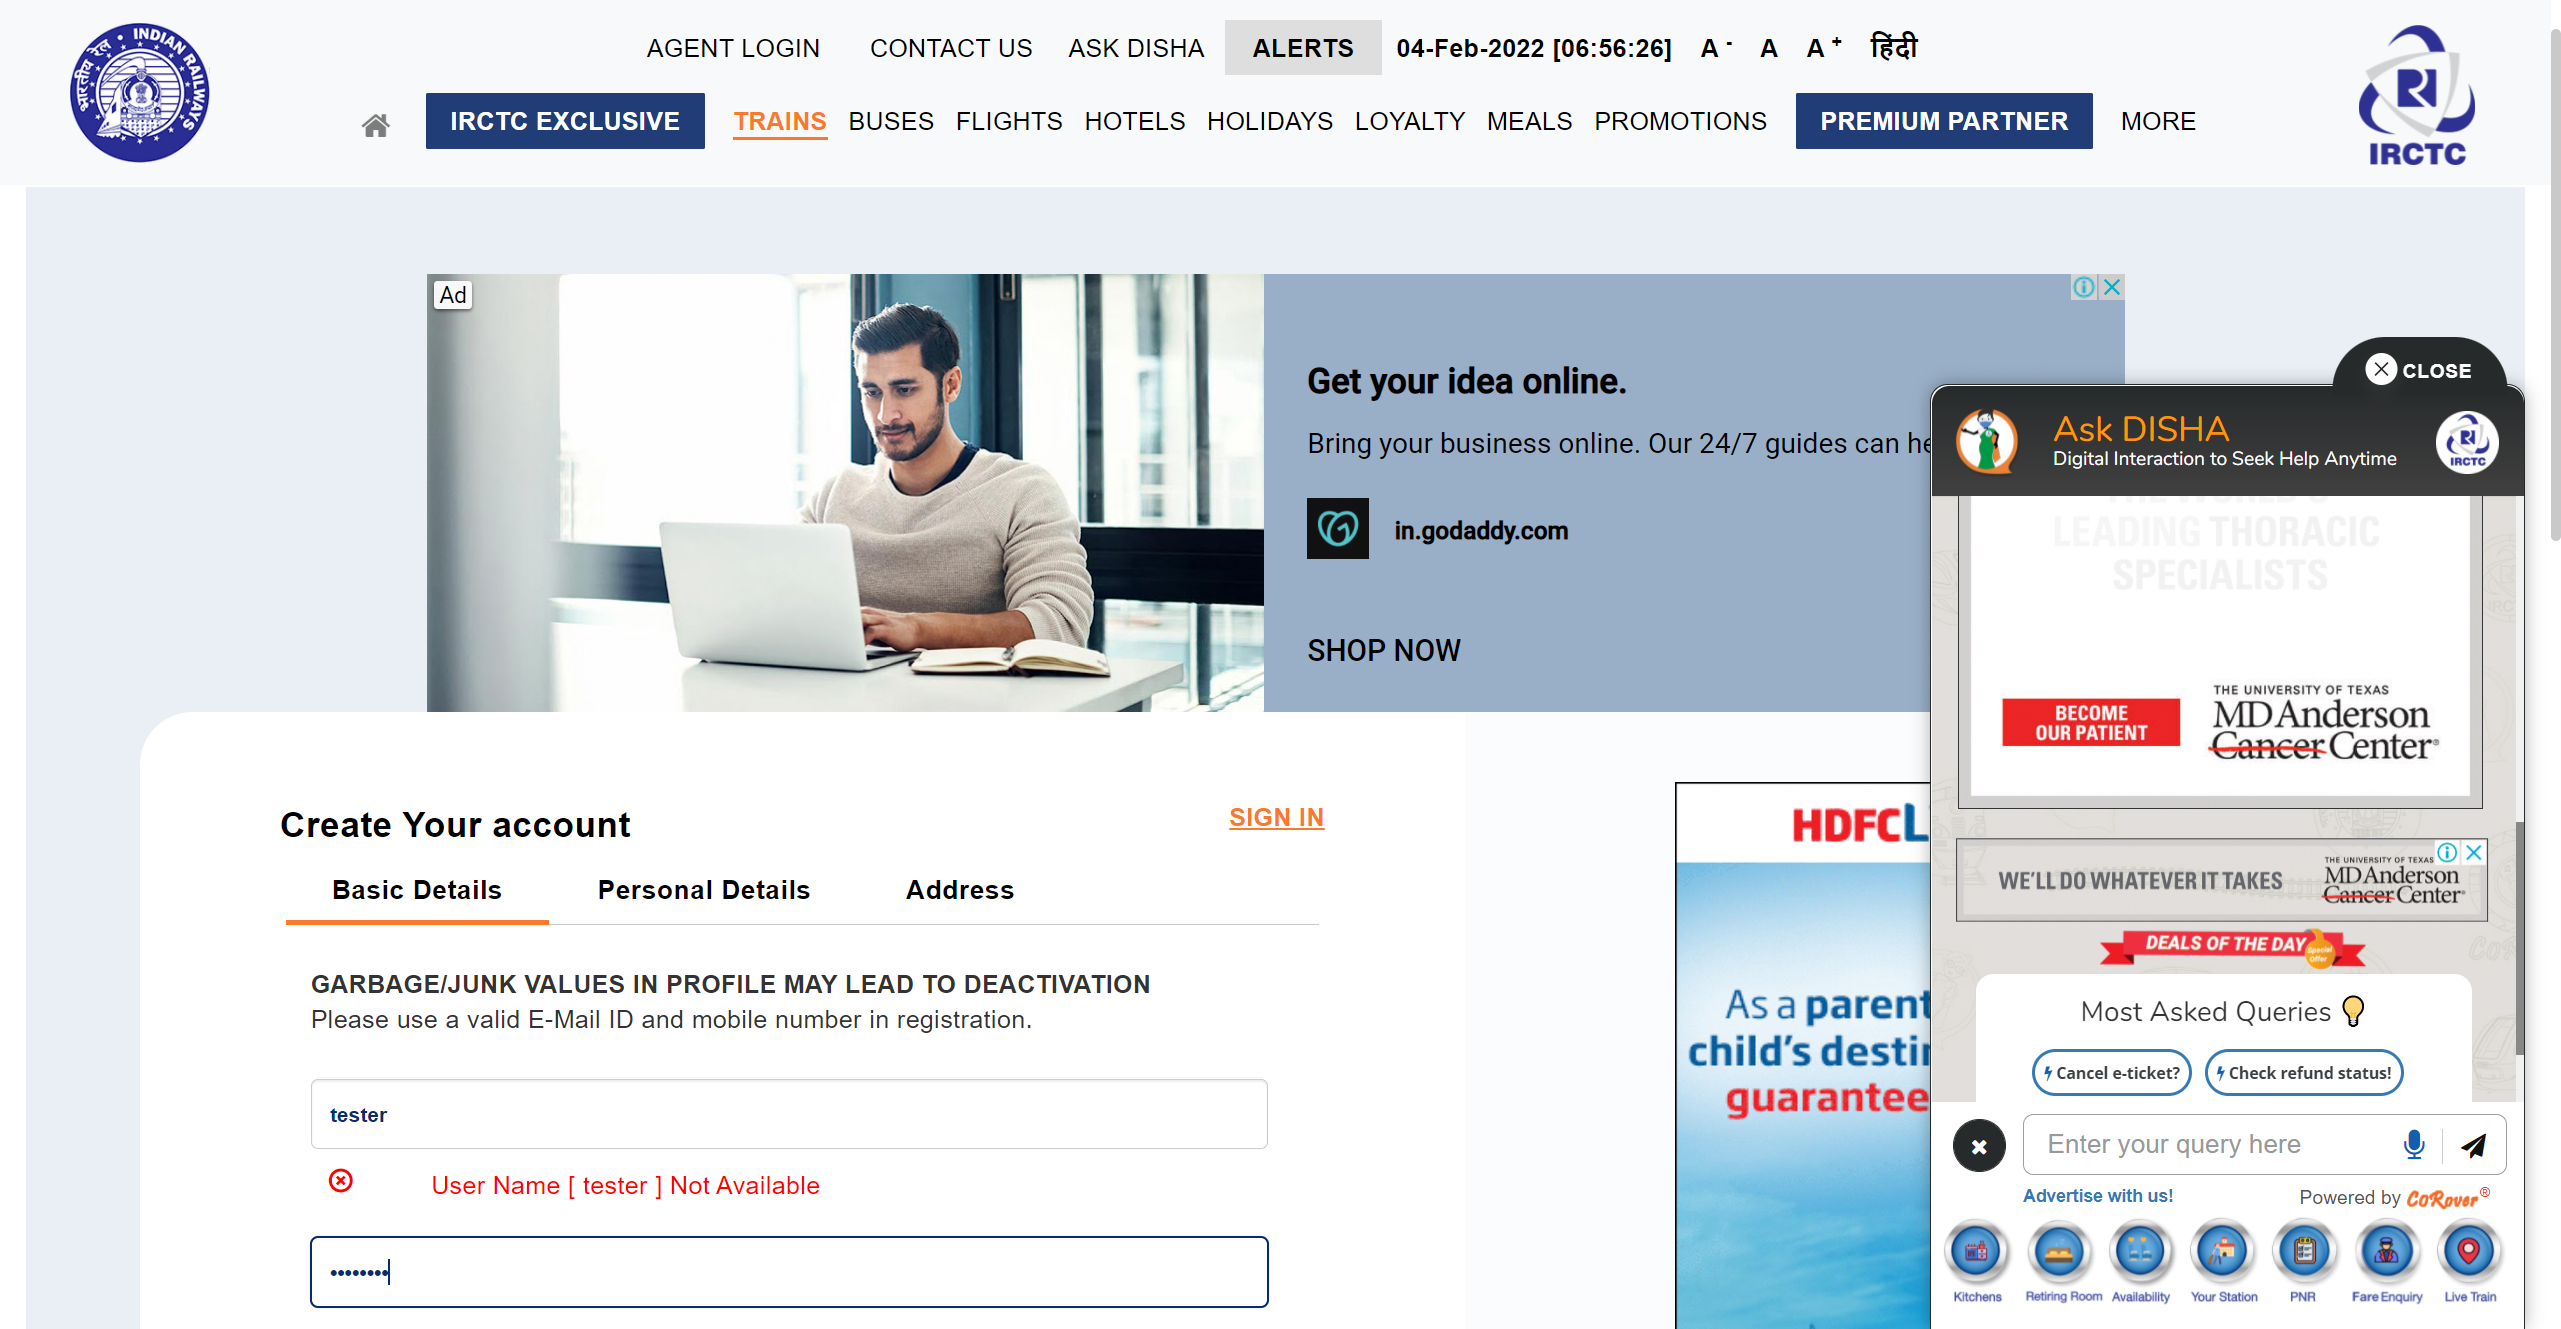 AGENT LOGIN CONTACT US ASK DISHA ALERTS 04-Feb-2022 [06:56:26] A - A A + हिंदी
भारतीय रेल INDIAN RAILWAYS
IRCTC EXCLUSIVE TRAINS BUSES FLIGHTS HOTELS HOLIDAYS LOYALTY MEALS PROMOTIONS PREMIUM PARTNER MORE
IRCTC
Ad
Get your idea online.
Bring your business online. Our 24/7 guides can he
in.godaddy.com
SHOP NOW
Create Your account
SIGN IN
Basic Details Personal Details Address
GARBAGE/JUNK VALUES IN PROFILE MAY LEAD TO DEACTIVATION
Please use a valid E-Mail ID and mobile number in registration.
tester
User Name [ tester ] Not Available
••••••••
HDFC L
As a parent
child's destin
guarantee
CLOSE
Ask DISHA
Digital Interaction to Seek Help Anytime
IRCTC
THE WORLD'S
LEADING THORACIC
SPECIALISTS
BECOME
OUR PATIENT
THE UNIVERSITY OF TEXAS
MD Anderson
Cancer Center
WE'LL DO WHATEVER IT TAKES
THE UNIVERSITY OF TEXAS
MD Anderson
Cancer Center
DEALS OF THE DAY
Special
Offer
Most Asked Queries
Cancel e-ticket? Check refund status!
Enter your query here
Advertise with us! Powered by CoRover®
Kitchens Retiring Room Availability Your Station PNR Fare Enquiry Live Train